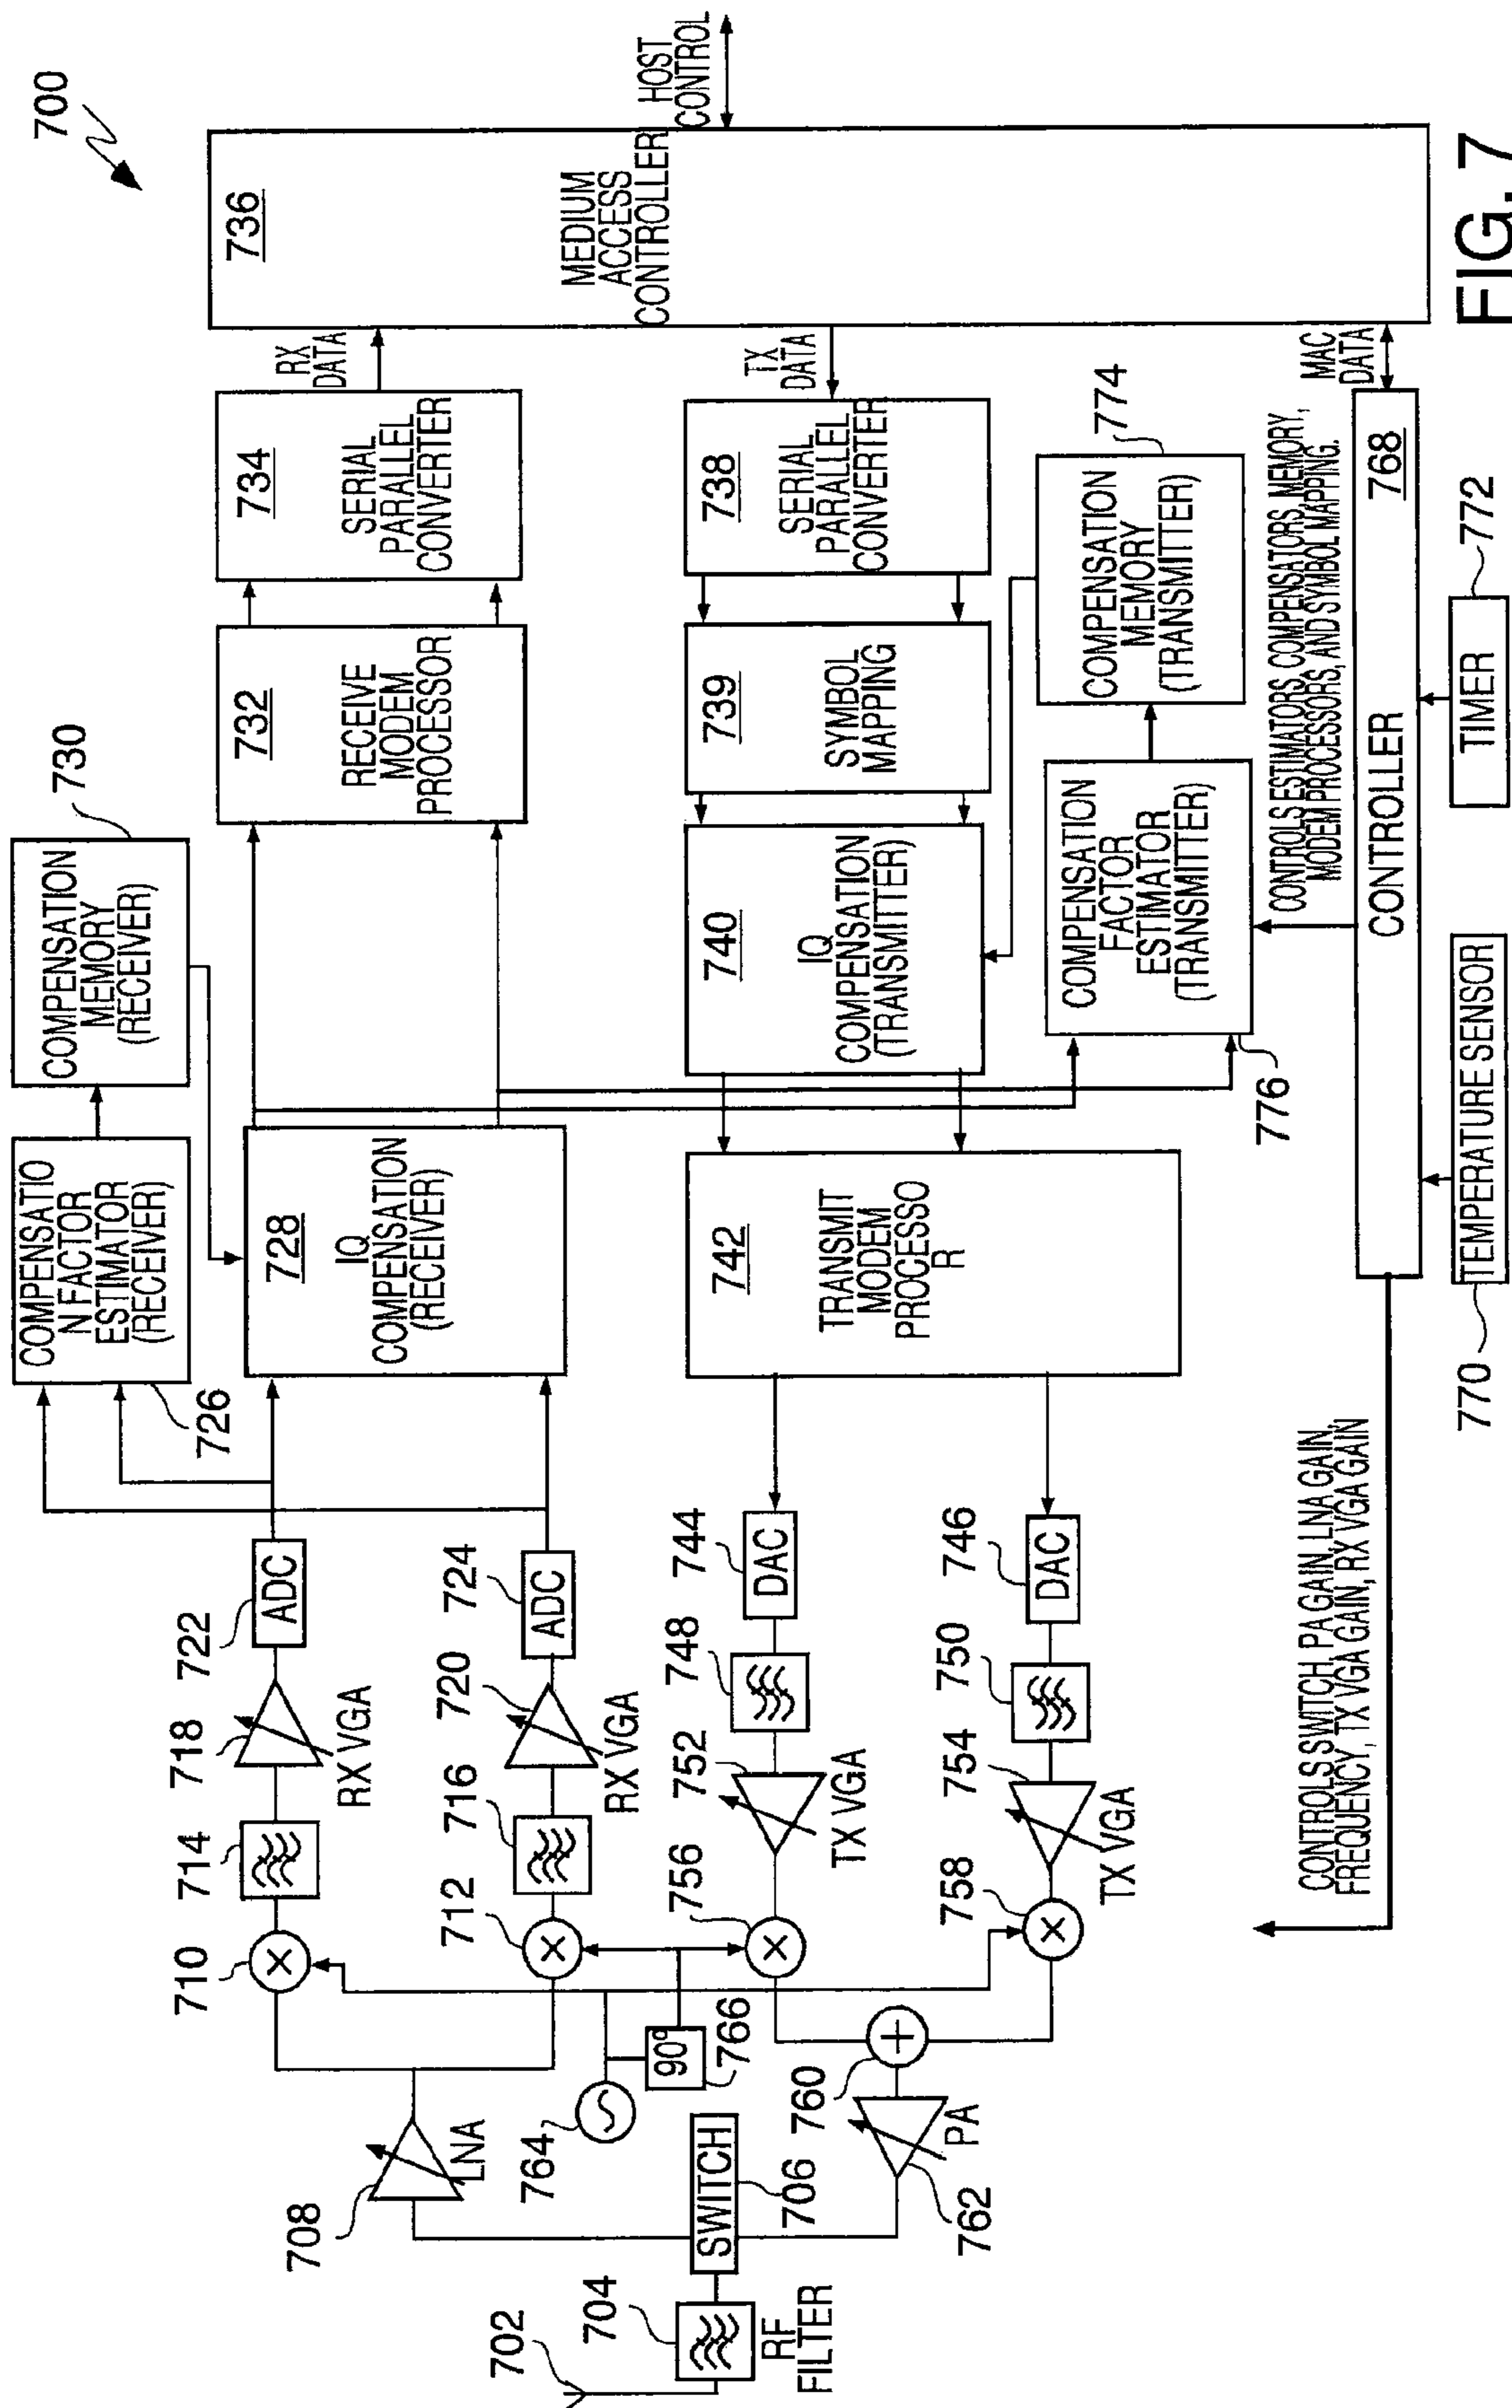 700
736
MEDIUM
ACCESS
CONTROLLER
HOST
CONTROL
RX
DATA
TX
DATA
MAC
DATA
734
SERIAL
PARALLEL
CONVERTER
732
RECEIVE
MODEM
PROCESSOR
730
COMPENSATION
MEMORY
(RECEIVER)
COMPENSATIO
N FACTOR
ESTIMATOR
(RECEIVER)
726
728
IQ
COMPENSATION
(RECEIVER)
722
ADC
724
ADC
718
RX VGA
720
RX VGA
714
716
710
712
708
LNA
764
90°
766
702
704
RF
FILTER
SWITCH
706
762
PA
760
756
758
752
TX VGA
754
TX VGA
748
750
744
DAC
746
DAC
742
TRANSMIT
MODEM
PROCESSO
R
740
IQ
COMPENSATION
(TRANSMITTER)
739
SYMBOL
MAPPING
738
SERIAL
PARALLEL
CONVERTER
774
COMPENSATION
MEMORY
(TRANSMITTER)
COMPENSATION
FACTOR
ESTIMATOR
(TRANSMITTER)
776
CONTROLS ESTIMATORS, COMPENSATORS, MEMORY,
MODEM PROCESSORS, AND SYMBOL MAPPING.
CONTROLLER
768
CONTROLS SWITCH, PA GAIN, LNA GAIN,
FREQUENCY, TX VGA GAIN, RX VGA GAIN
770
TEMPERATURE SENSOR
TIMER
772
FIG. 7